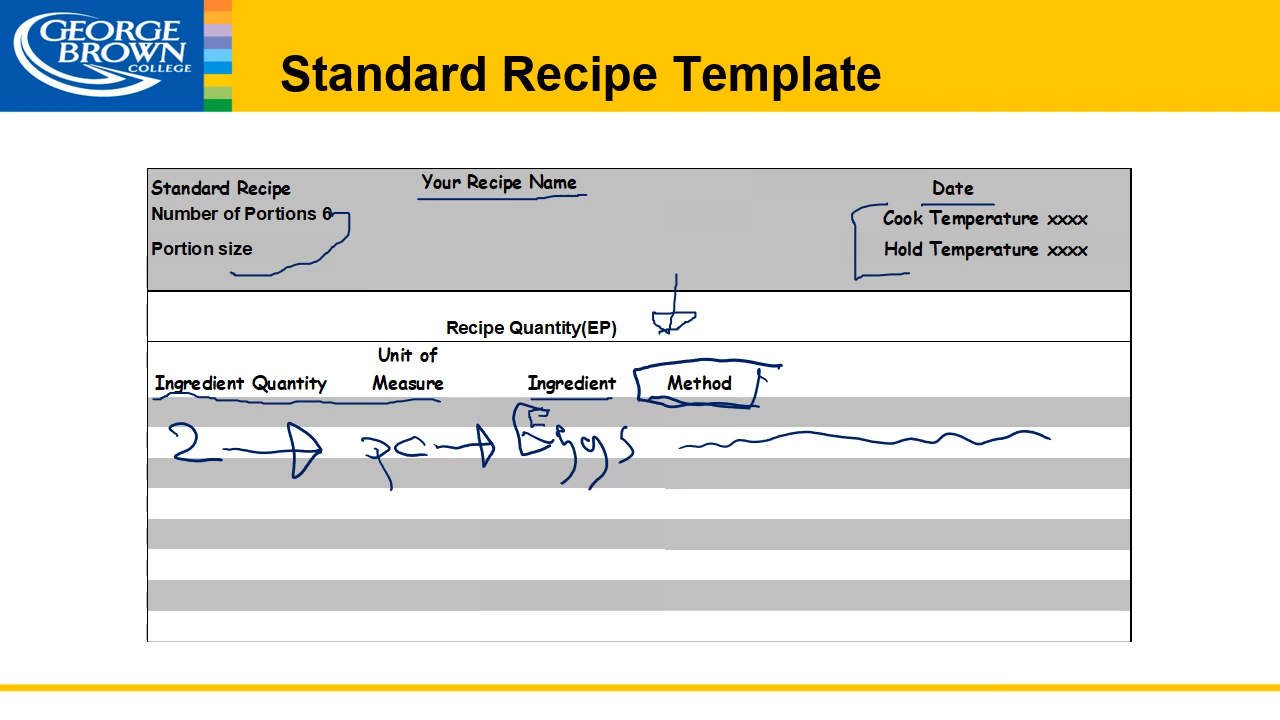 GEORGE
BROWN
COLLEGE
Standard Recipe Template
Standard Recipe
Your Recipe Name
Date
Number of Portions 6
Cook Temperature xxxx
Portion size
Hold Temperature xxxx
Recipe Quantity(EP)
Ingredient Quantity
Unit of
Measure
Ingredient
Method
2 pc Eggs